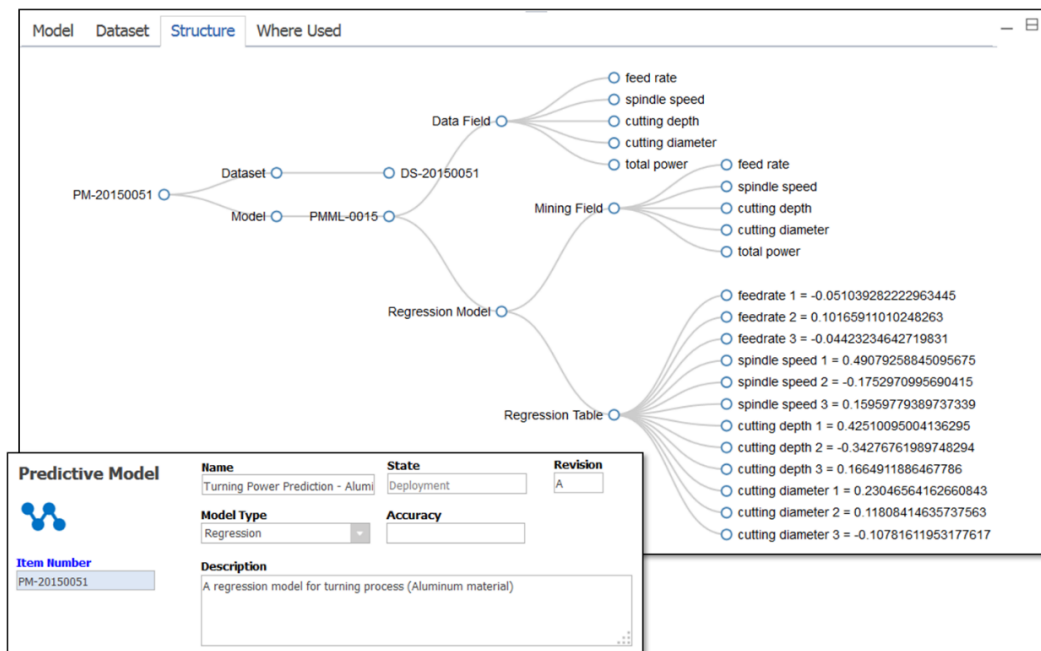 Model Dataset Structure Where Used
feed rate
spindle speed
Data Field
cutting depth
cutting diameter
total power
feed rate
Dataset
DS-20150051
PM-20150051
spindle speed
Mining Field
cutting depth
Model
PMML-0015
cutting diameter
total power
feedrate 1 = -0.051039282222963445
Regression Model
feedrate 2 = 0.10165911010248263
feedrate 3 = -0.04423234642719831
spindle speed 1 = 0.49079258845095675
spindle speed 2 = -0.1752970995690415
spindle speed 3 = 0.15959779389737339
Regression Table
cutting depth 1 = 0.42510095004136295
cutting depth 2 = -0.34276761989748294
cutting depth 3 = 0.1664911886467786
cutting diameter 1 = 0.23046564162660843
cutting diameter 2 = 0.11808414635737563
cutting diameter 3 = -0.10781611953177617
Predictive Model
Name
State
Revision
Turning Power Prediction - Alumi
Deployment
A
Model Type
Accuracy
Regression
Item Number
PM-20150051
Description
A regression model for turning process (Aluminum material)